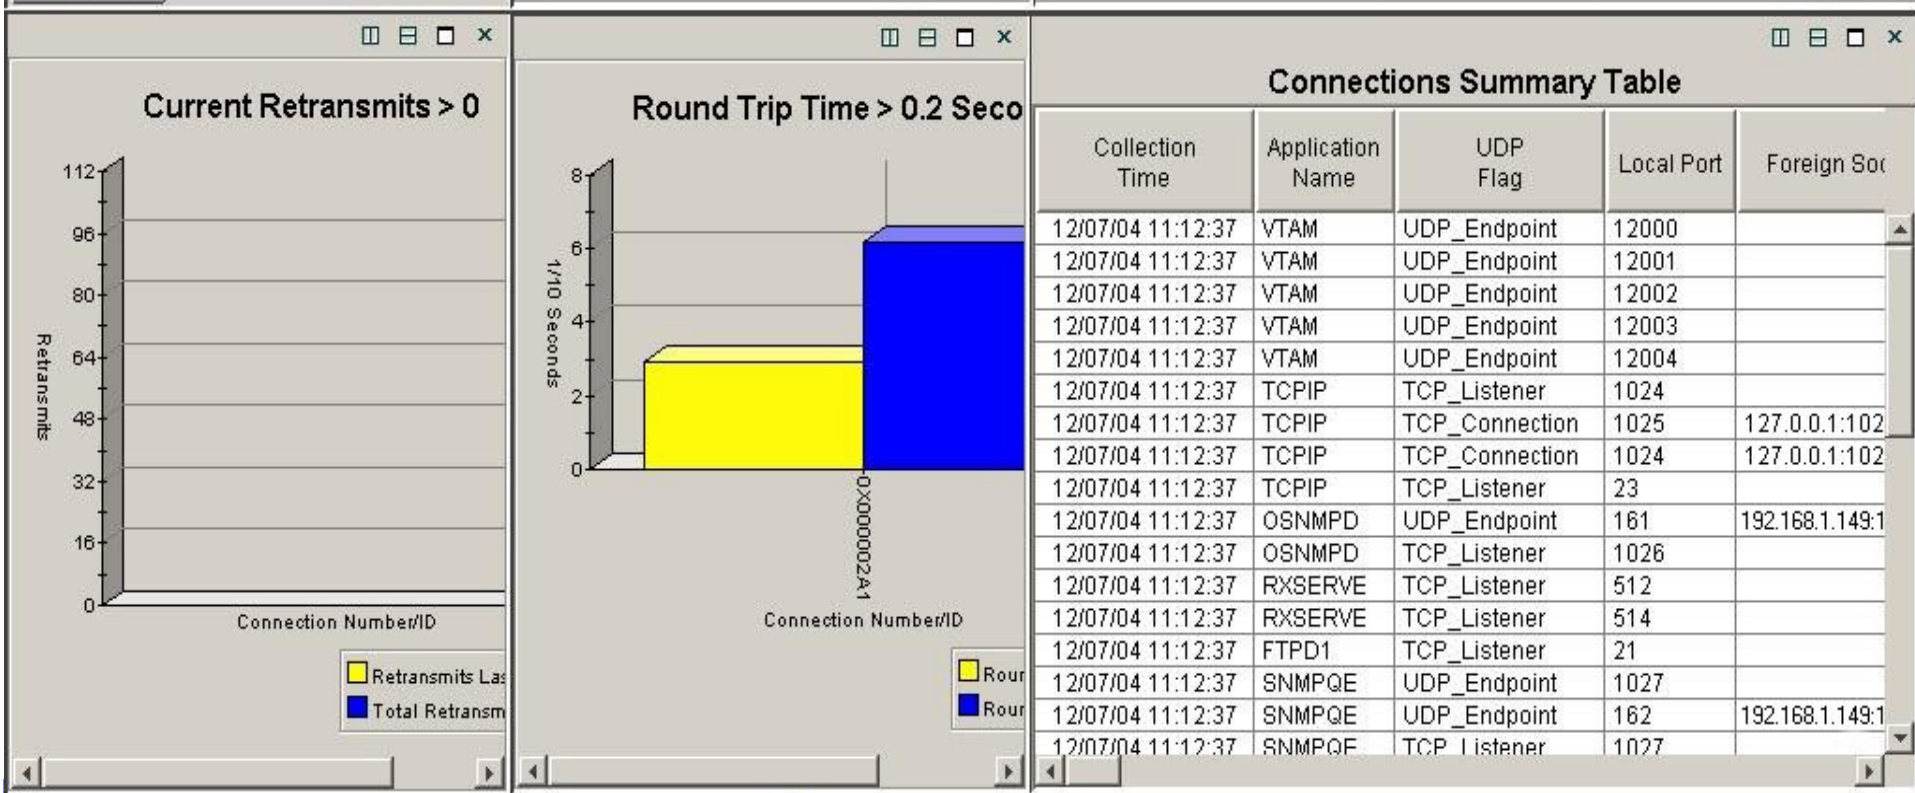 Current Retransmits > 0
112
96
80
64
48
32
16
0
Retransmits
Connection Number/ID
Retransmits Las
Total Retransm
Round Trip Time > 0.2 Seco
8
6
4
2
0
1/10 Seconds
0X000002A1
Connection Number/ID
Roun
Roun
Connections Summary Table
Collection Time Application Name UDP Flag Local Port Foreign Soc
12/07/04 11:12:37 VTAM UDP_Endpoint 12000
12/07/04 11:12:37 VTAM UDP_Endpoint 12001
12/07/04 11:12:37 VTAM UDP_Endpoint 12002
12/07/04 11:12:37 VTAM UDP_Endpoint 12003
12/07/04 11:12:37 VTAM UDP_Endpoint 12004
12/07/04 11:12:37 TCPIP TCP_Listener 1024
12/07/04 11:12:37 TCPIP TCP_Connection 1025 127.0.0.1:102
12/07/04 11:12:37 TCPIP TCP_Connection 1024 127.0.0.1:102
12/07/04 11:12:37 TCPIP TCP_Listener 23
12/07/04 11:12:37 OSNMPD UDP_Endpoint 161 192.168.1.149:1
12/07/04 11:12:37 OSNMPD TCP_Listener 1026
12/07/04 11:12:37 RXSERVE TCP_Listener 512
12/07/04 11:12:37 RXSERVE TCP_Listener 514
12/07/04 11:12:37 FTPD1 TCP_Listener 21
12/07/04 11:12:37 SNMPQE UDP_Endpoint 1027
12/07/04 11:12:37 SNMPQE UDP_Endpoint 162 192.168.1.149:1
12/07/04 11:12:37 SNMPQE TCP_Listener 1027